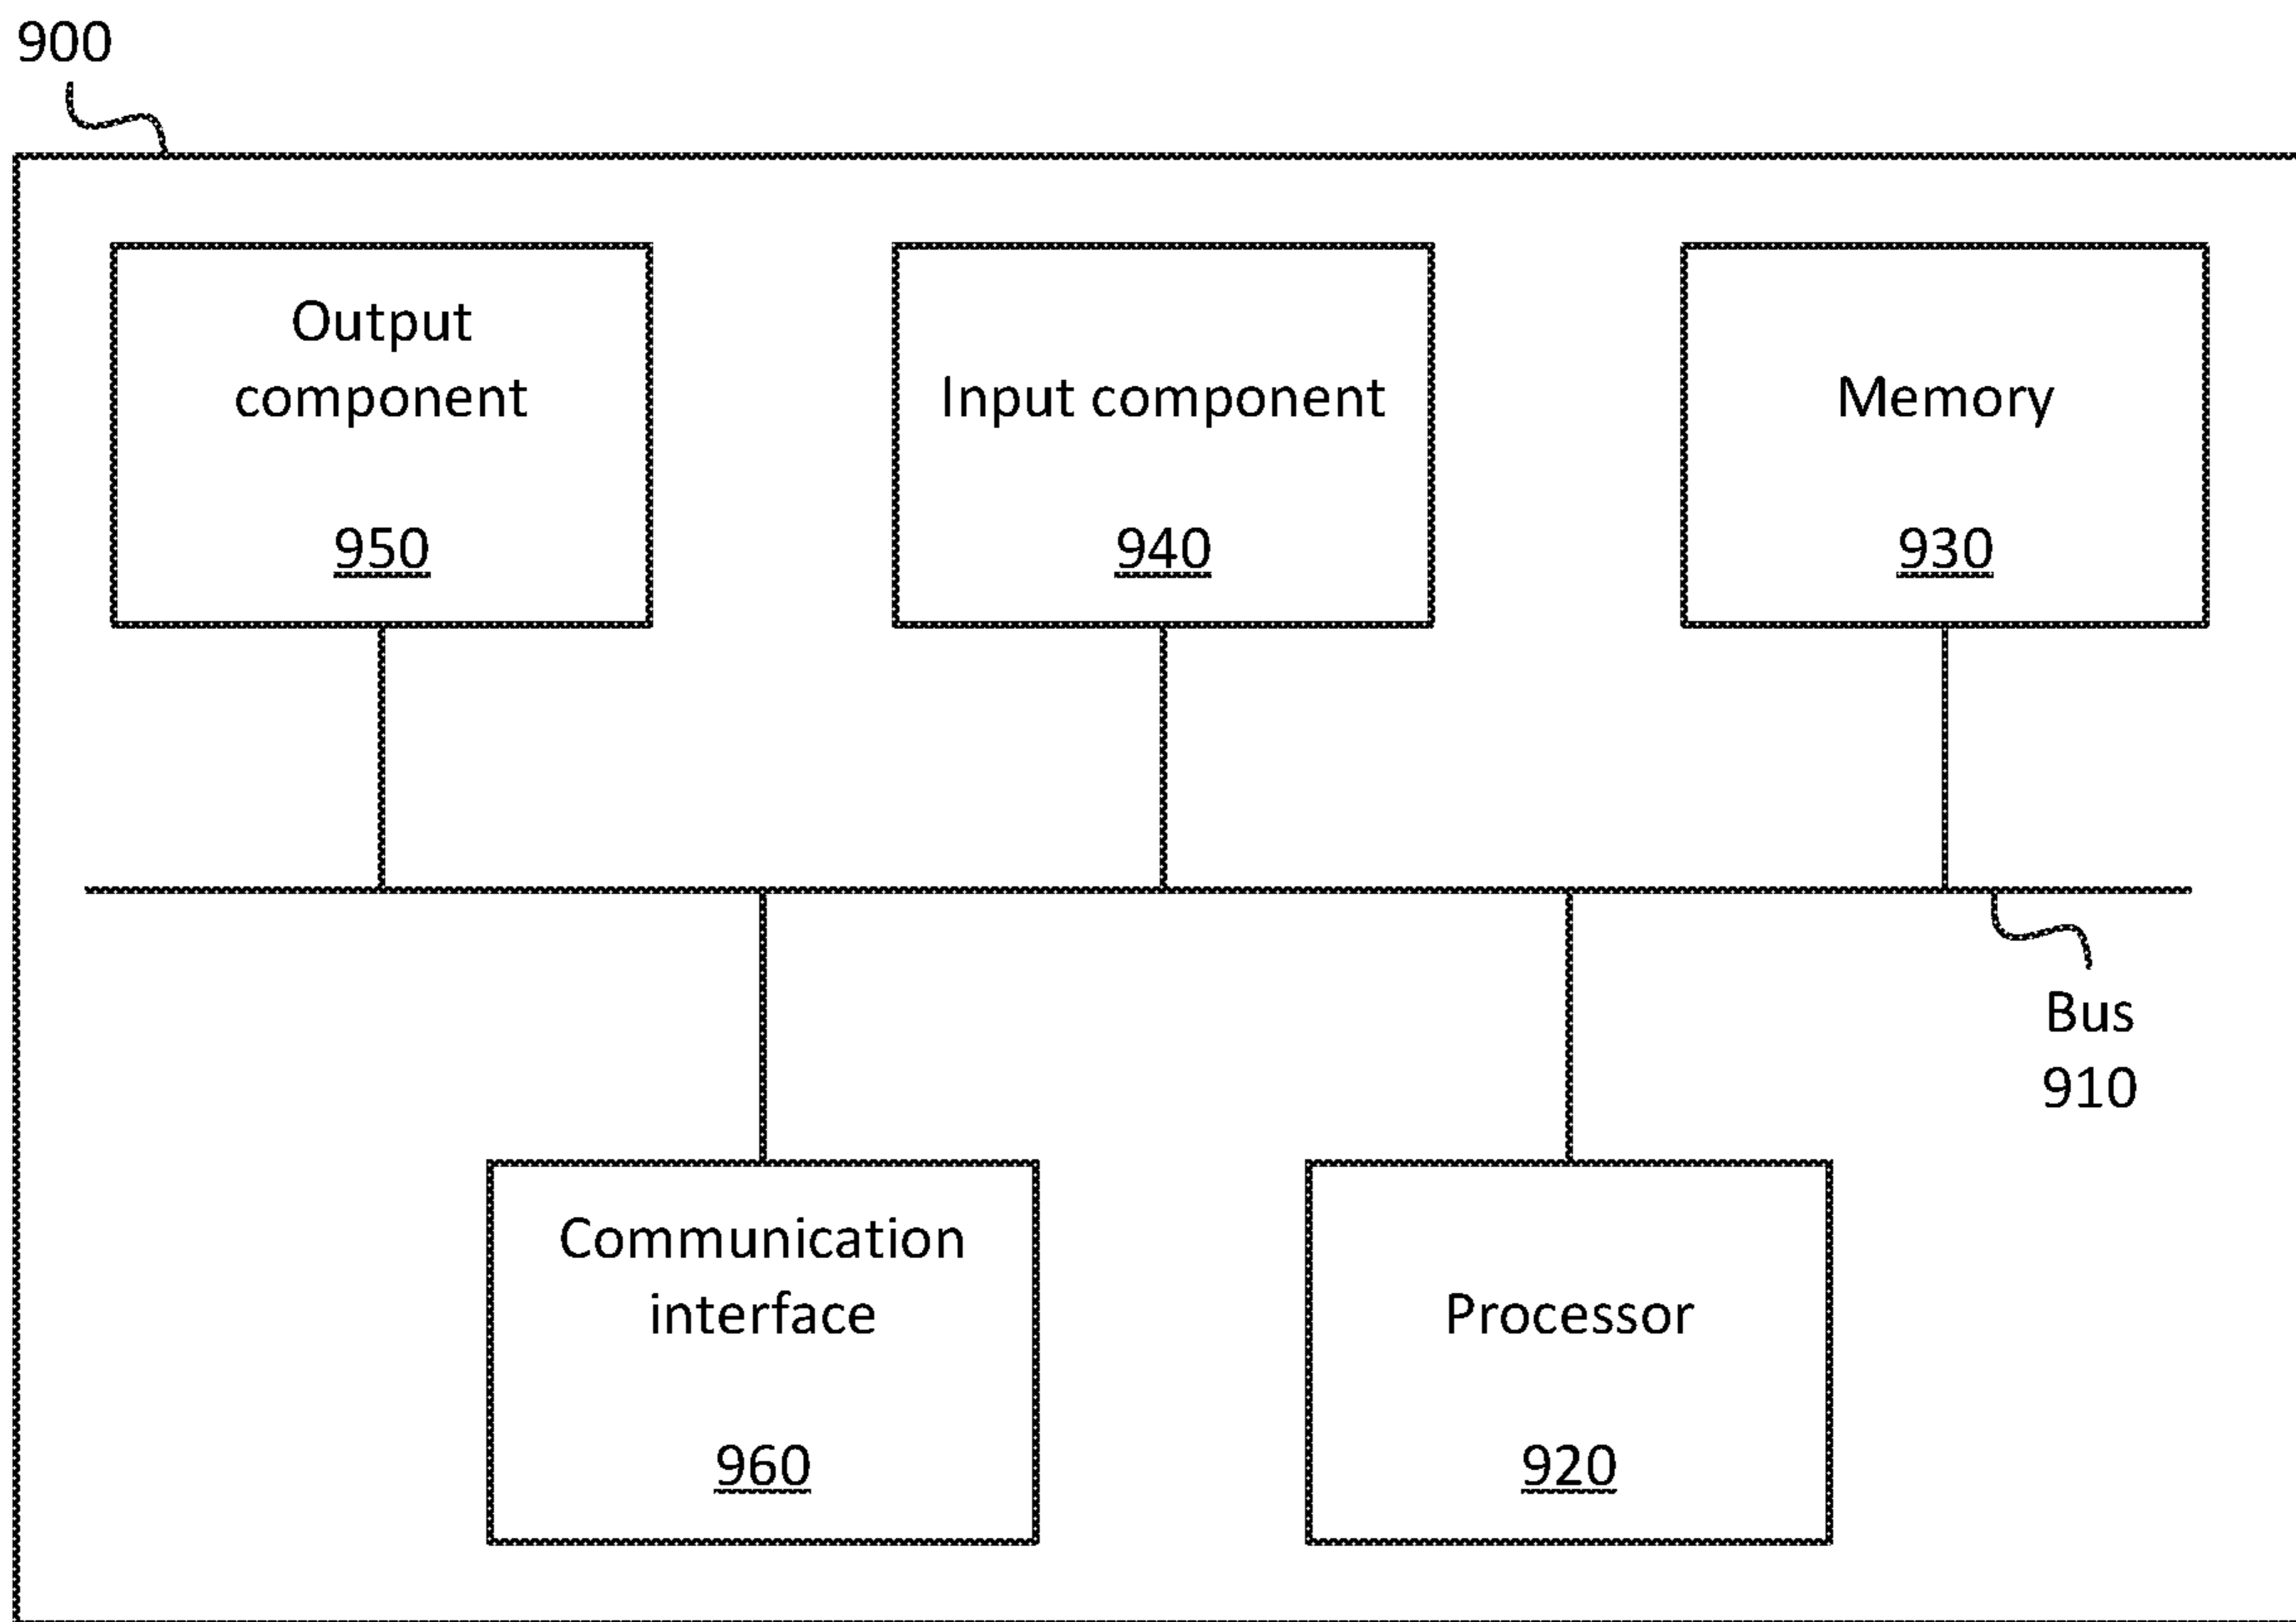 900
Output
component
950
Input component
940
Memory
930
Bus
910
Communication
interface
960
Processor
920